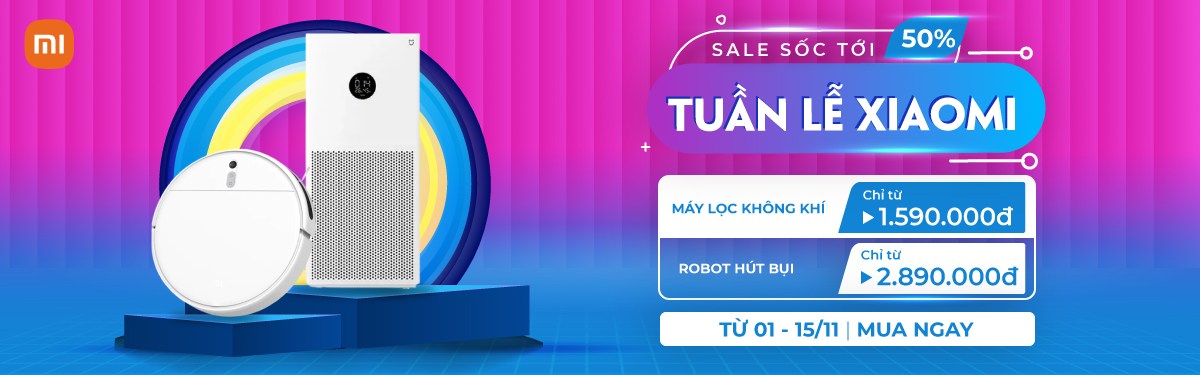 mi
SALE SỐC TỚI 50%
TUẦN LỄ XIAOMI
MÁY LỌC KHÔNG KHÍ
Chỉ từ
1.590.000đ
ROBOT HÚT BỤI
Chỉ từ
2.890.000đ
TỪ 01 - 15/11 | MUA NGAY